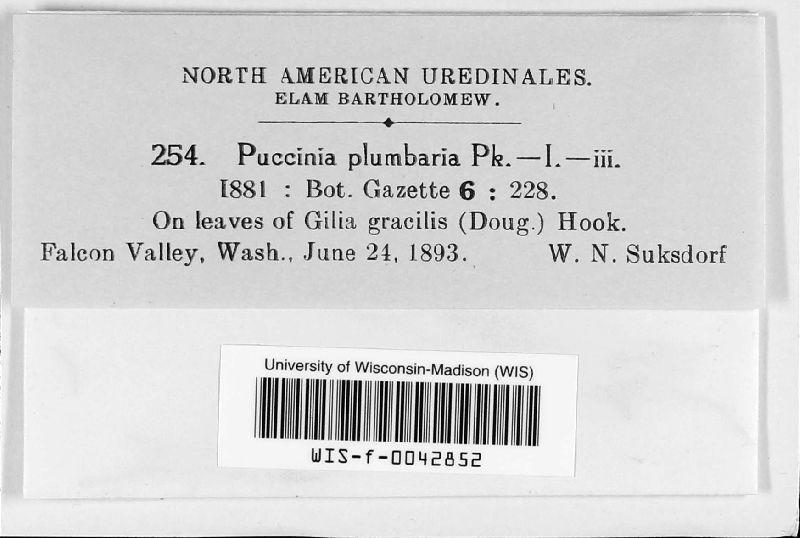 NORTH AMERICAN UREDINALES.
ELAM BARTHOLOMEW.
254. Puccinia plumbaria Pk.—I.—iii.
1881 : Bot. Gazette 6 : 228.
On leaves of Gilia gracilis (Doug.) Hook.
Falcon Valley, Wash., June 24, 1893. W. N. Suksdorf
University of Wisconsin-Madison (WIS)
WIS-f-0042852